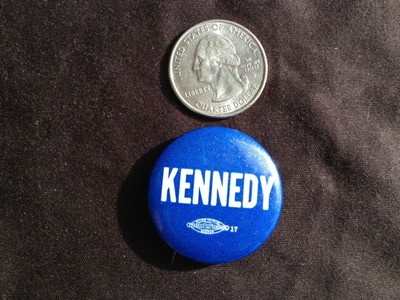 UNITED STATES OF AMERICA
LIBERTY
QUARTER DOLLAR
KENNEDY
17